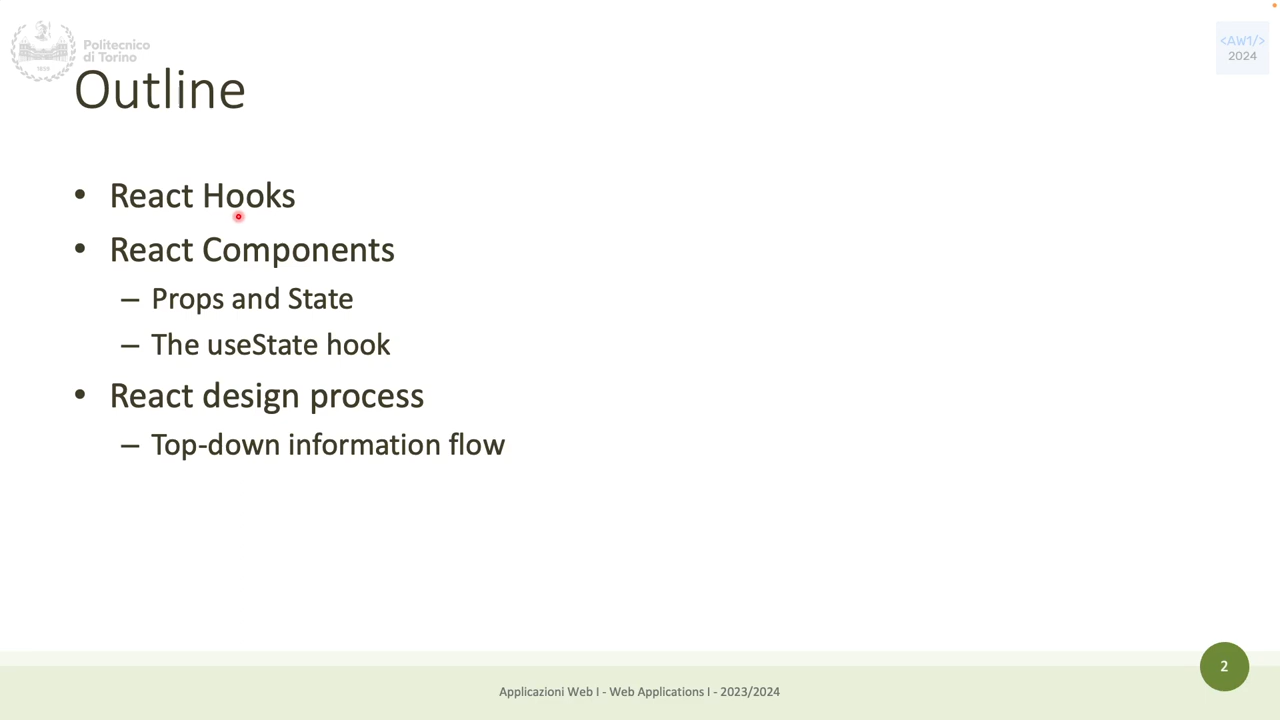 Politecnico
di Torino
1859
<AW1/>
2024
Outline
• React Hooks
• React Components
– Props and State
– The useState hook
• React design process
– Top-down information flow
2
Applicazioni Web I - Web Applications I - 2023/2024